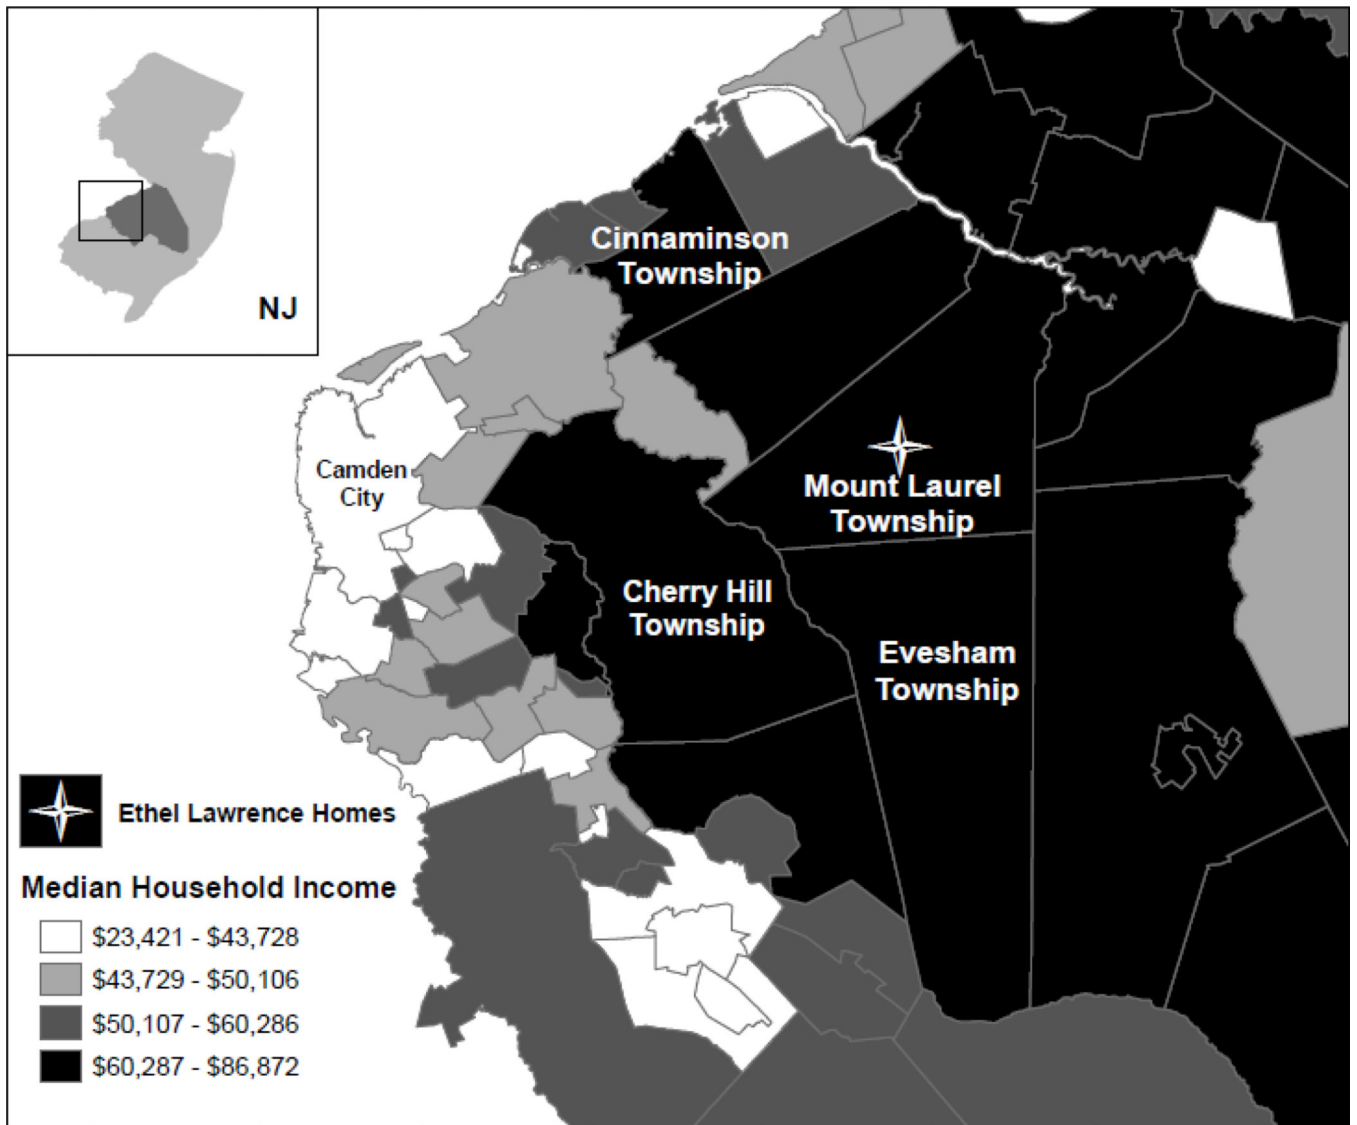 NJ
Cinnaminson
Township
Camden
City
Mount Laurel
Township
Cherry Hill
Township
Evesham
Township
Ethel Lawrence Homes
Median Household Income
$23,421 - $43,728
$43,729 - $50,106
$50,107 - $60,286
$60,287 - $86,872